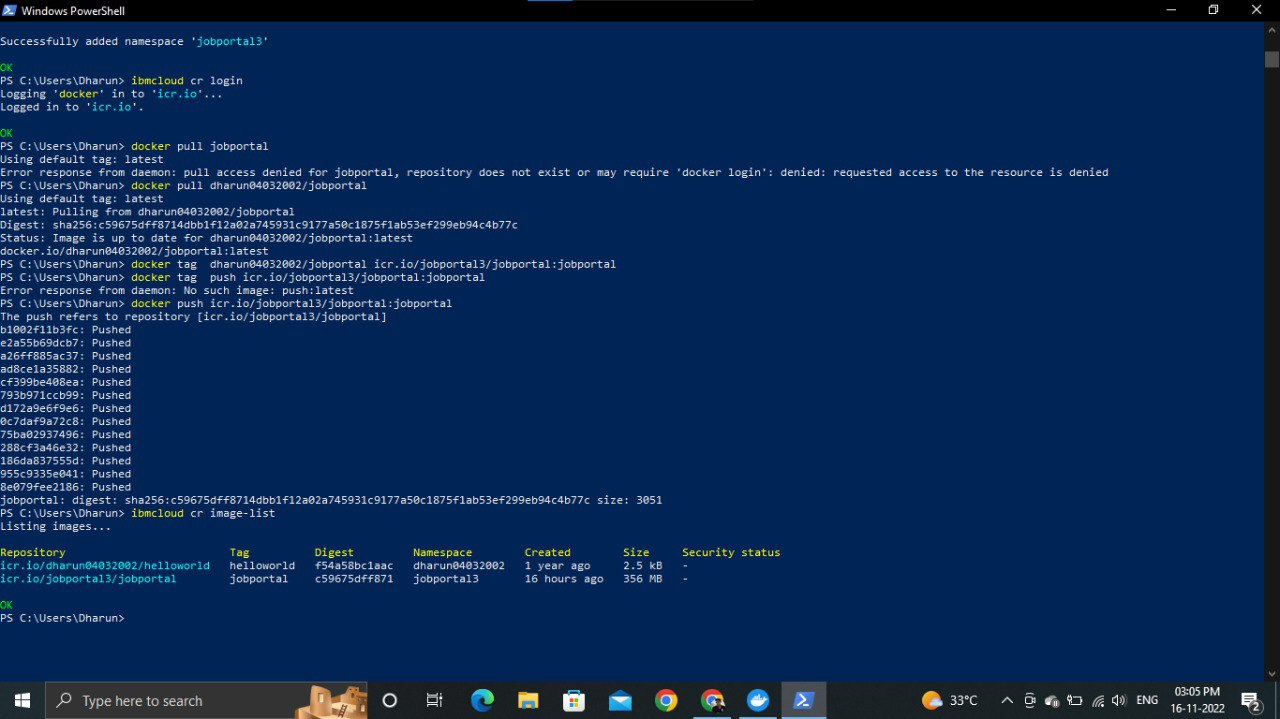 Windows PowerShell
Successfully added namespace 'jobportal3'
OK
PS C:\Users\Dharun> ibmcloud cr login
Logging 'docker' in to 'icr.io'...
Logged in to 'icr.io'.
OK
PS C:\Users\Dharun> docker pull jobportal
Using default tag: latest
Error response from daemon: pull access denied for jobportal, repository does not exist or may require 'docker login': denied: requested access to the resource is denied
PS C:\Users\Dharun> docker pull dharun04032002/jobportal
Using default tag: latest
latest: Pulling from dharun04032002/jobportal
Digest: sha256:c59675dff8714dbb1f12a02a745931c9177a50c1875f1ab53ef299eb94c4b77c
Status: Image is up to date for dharun04032002/jobportal:latest
docker.io/dharun04032002/jobportal:latest
PS C:\Users\Dharun> docker tag  dharun04032002/jobportal icr.io/jobportal3/jobportal:jobportal
PS C:\Users\Dharun> docker tag  push icr.io/jobportal3/jobportal:jobportal
Error response from daemon: No such image: push:latest
PS C:\Users\Dharun> docker push icr.io/jobportal3/jobportal:jobportal
The push refers to repository [icr.io/jobportal3/jobportal]
b1002f11b3fc: Pushed
e2a55b69dcb7: Pushed
a26ff885ac37: Pushed
ad8ce1a35882: Pushed
cf399be408ea: Pushed
793b971ccb99: Pushed
d172a9e6f9e6: Pushed
0c7daf9a72c8: Pushed
75ba02937496: Pushed
288cf3a46e32: Pushed
186da837555d: Pushed
955c9335e041: Pushed
8e079fee2186: Pushed
jobportal: digest: sha256:c59675dff8714dbb1f12a02a745931c9177a50c1875f1ab53ef299eb94c4b77c size: 3051
PS C:\Users\Dharun> ibmcloud cr image-list
Listing images...
Repository Tag Digest Namespace Created Size Security status
icr.io/dharun04032002/helloworld helloworld f54a58bc1aac dharun04032002 1 year ago 2.5 kB -
icr.io/jobportal3/jobportal jobportal c59675dff871 jobportal3 16 hours ago 356 MB -
OK
PS C:\Users\Dharun>
Type here to search
33°C
ENG
03:05 PM
16-11-2022
2